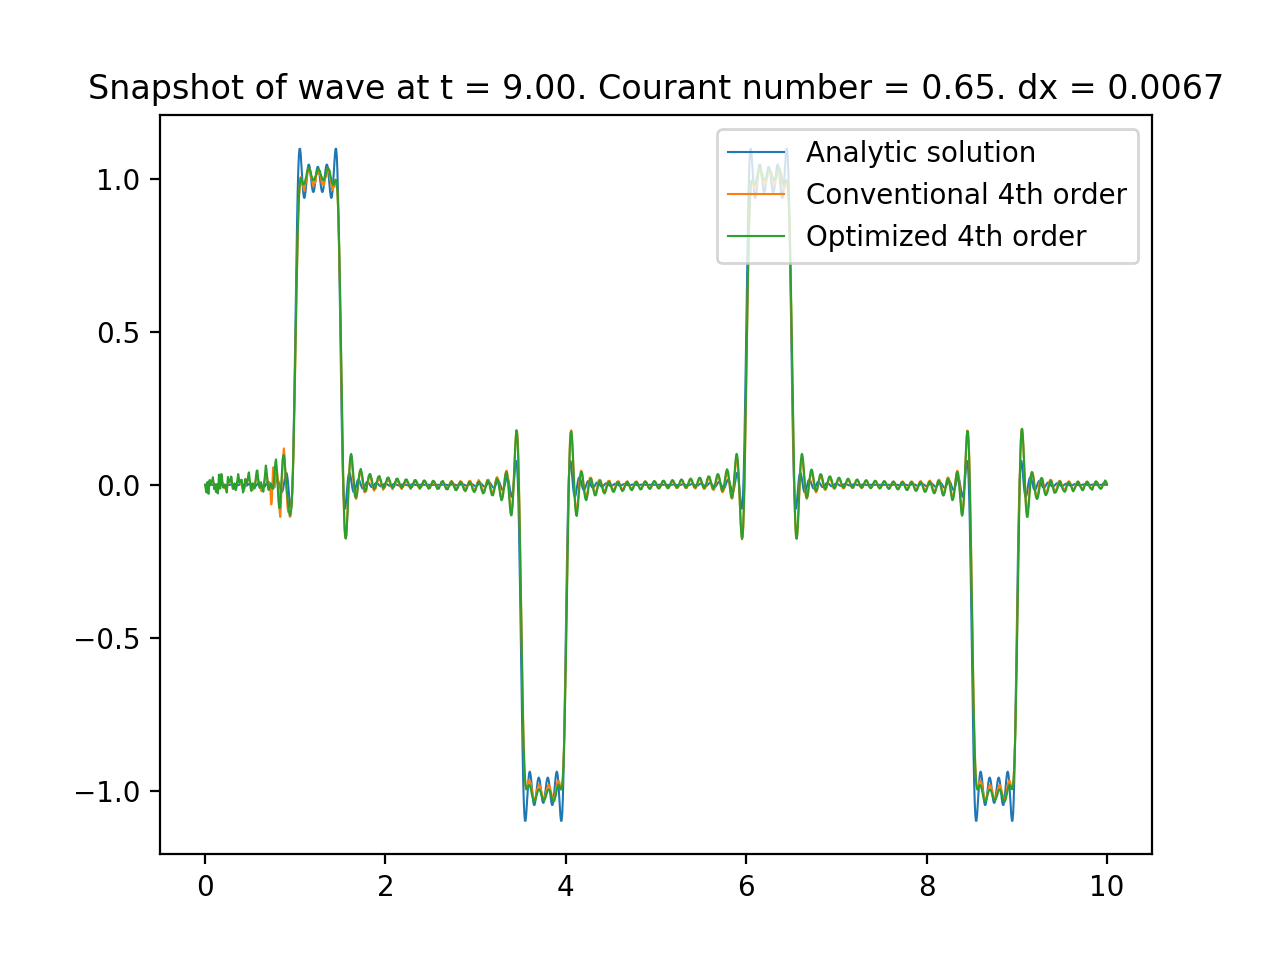 Snapshot of wave at t = 9.00. Courant number = 0.65. dx = 0.0067
Analytic solution
Conventional 4th order
Optimized 4th order
1.0
0.5
0.0
−0.5
−1.0
0 2 4 6 8 10